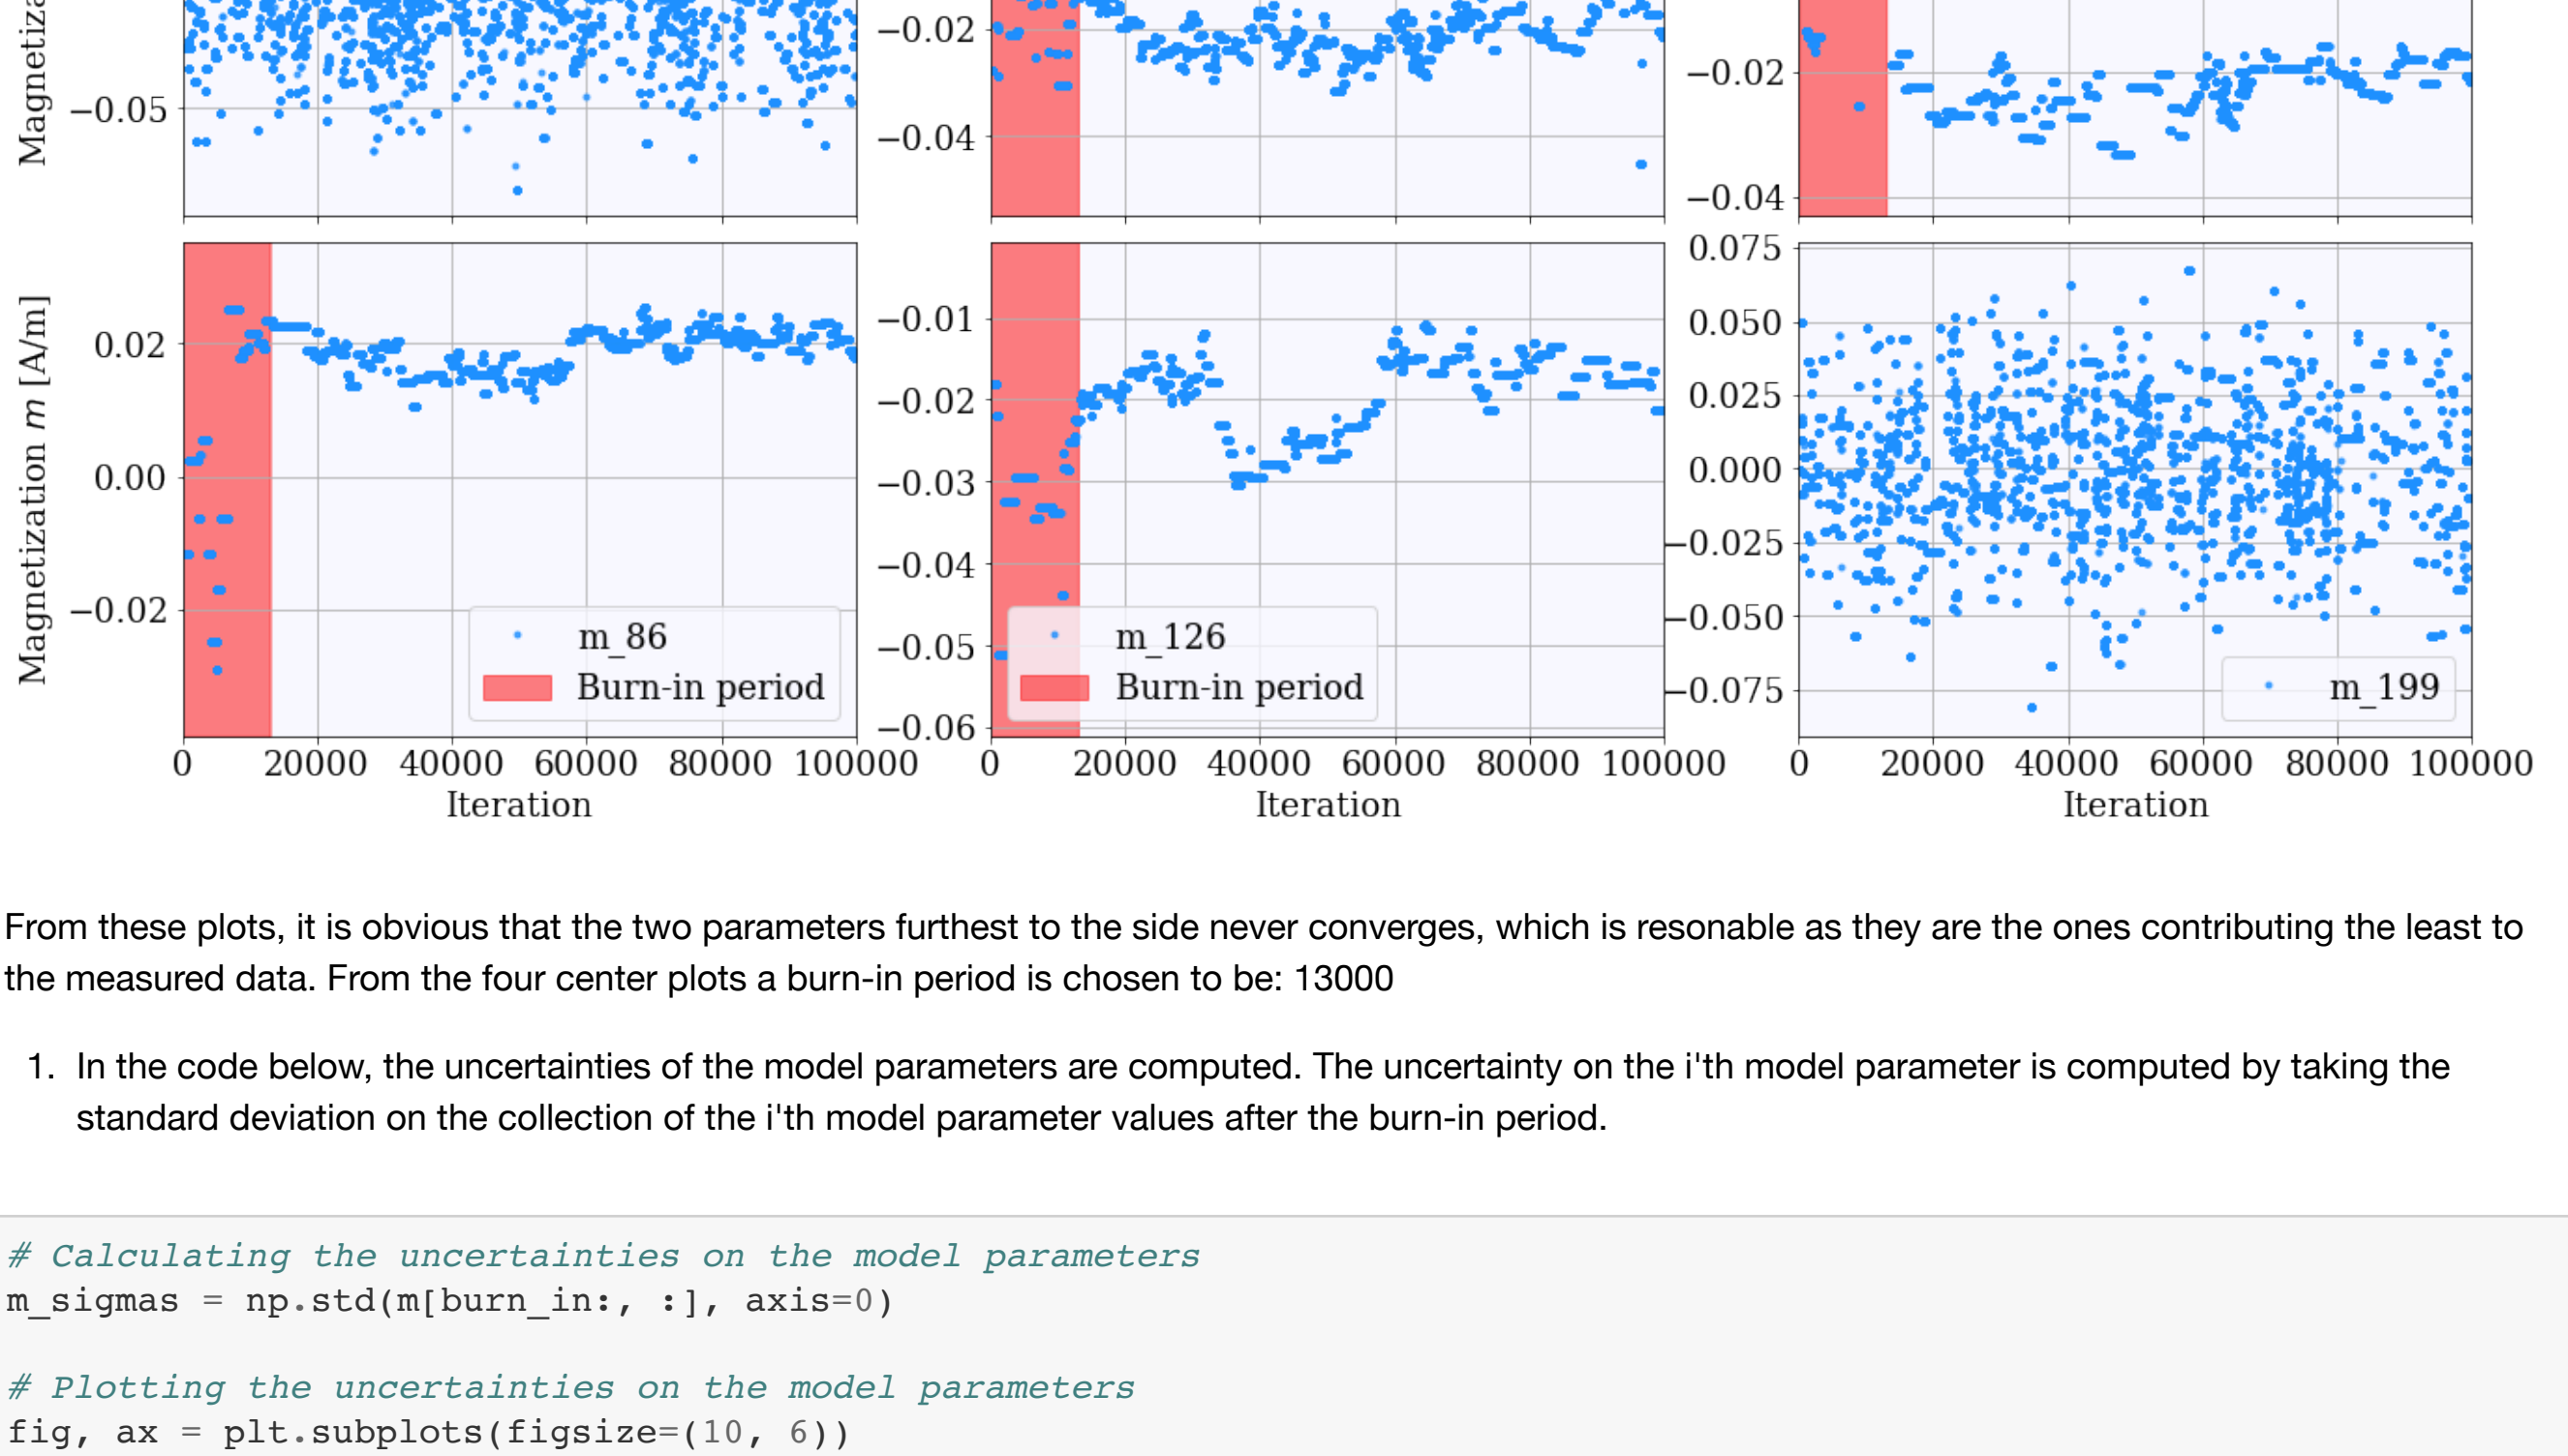 Magnetiza
−0.05
−0.02
−0.04
−0.02
−0.04
Magnetization m [A/m]
0.02
0.00
−0.02
m_86
Burn-in period
0 20000 40000 60000 80000 100000
Iteration
−0.01
−0.02
−0.03
−0.04
−0.05
−0.06
m_126
Burn-in period
0 20000 40000 60000 80000 100000
Iteration
0.075
0.050
0.025
0.000
−0.025
−0.050
−0.075
m_199
0 20000 40000 60000 80000 100000
Iteration
From these plots, it is obvious that the two parameters furthest to the side never converges, which is resonable as they are the ones contributing the least to
the measured data. From the four center plots a burn-in period is chosen to be: 13000
1. In the code below, the uncertainties of the model parameters are computed. The uncertainty on the i'th model parameter is computed by taking the
standard deviation on the collection of the i'th model parameter values after the burn-in period.
# Calculating the uncertainties on the model parameters
m_sigmas = np.std(m[burn_in:, :], axis=0)
# Plotting the uncertainties on the model parameters
fig, ax = plt.subplots(figsize=(10, 6))